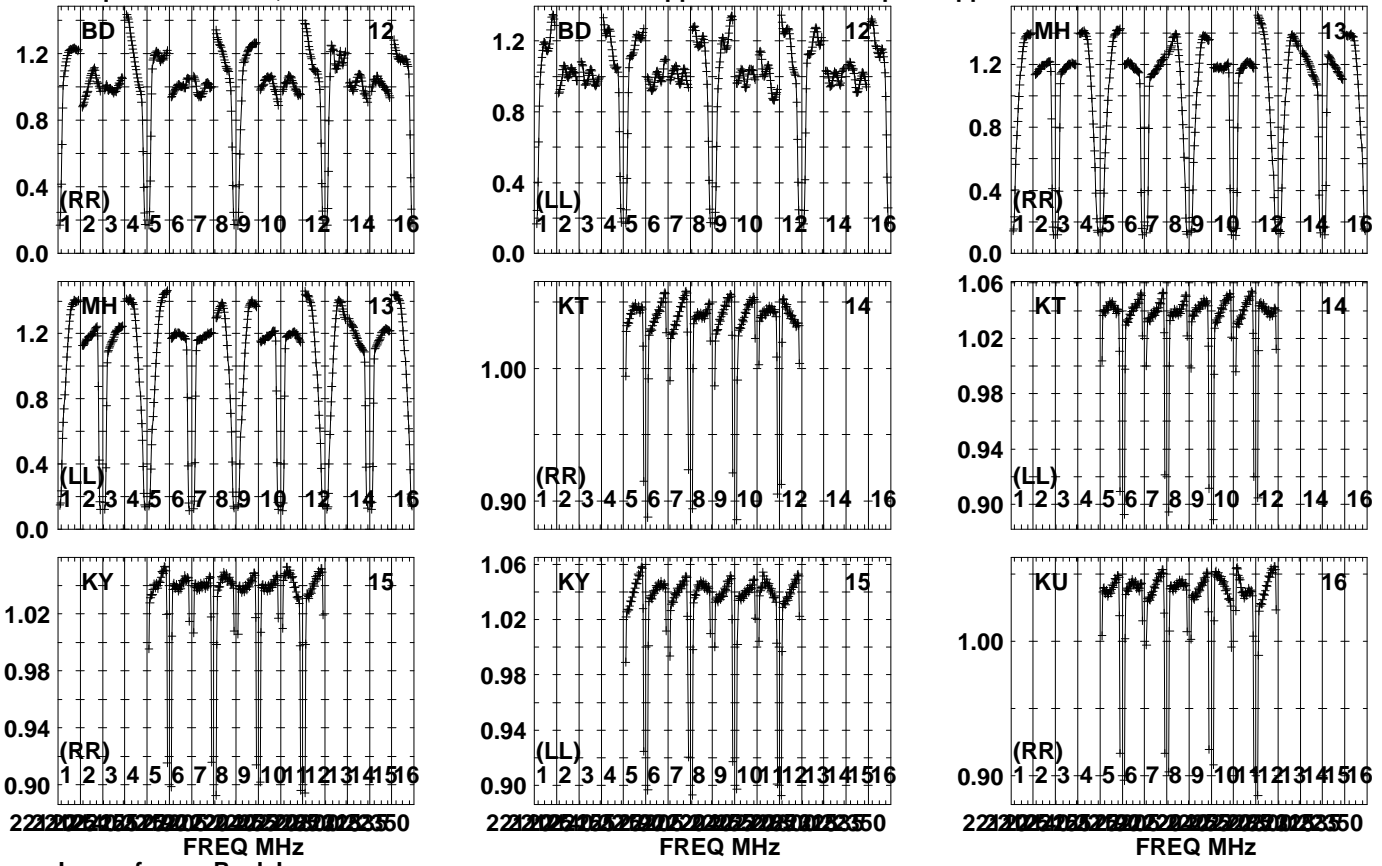 BD 12
1.2
0.8
0.4
(RR)
1 2 3 4 5 6 7 8 9 10 12 14 16
0.0
BD 12
1.2
0.8
0.4
(LL)
1 2 3 4 5 6 7 8 9 10 12 14 16
0.0
MH 13
1.2
0.8
0.4
(RR)
1 2 3 4 5 6 7 8 9 10 12 14 16
0.0
MH 13
1.2
0.8
0.4
(LL)
1 2 3 4 5 6 7 8 9 10 12 14 16
0.0
KT 14
1.00
(RR)
0.90
1 2 3 4 5 6 7 8 9 10 12 14 16
1.06
KT 14
1.02
0.98
0.94
(LL)
0.90
1 2 3 4 5 6 7 8 9 10 12 14 16
KY 15
1.02
0.98
0.94
(RR)
0.90
1 2 3 4 5 6 7 8 9 10 11 12 13 14 15 16
FREQ MHz
1.06
KY 15
1.02
0.98
0.94
(LL)
0.90
1 2 3 4 5 6 7 8 9 10 11 12 13 14 15 16
FREQ MHz
KU 16
1.00
(RR)
0.90
1 2 3 4 5 6 7 8 9 10 11 12 13 14 15 16
FREQ MHz